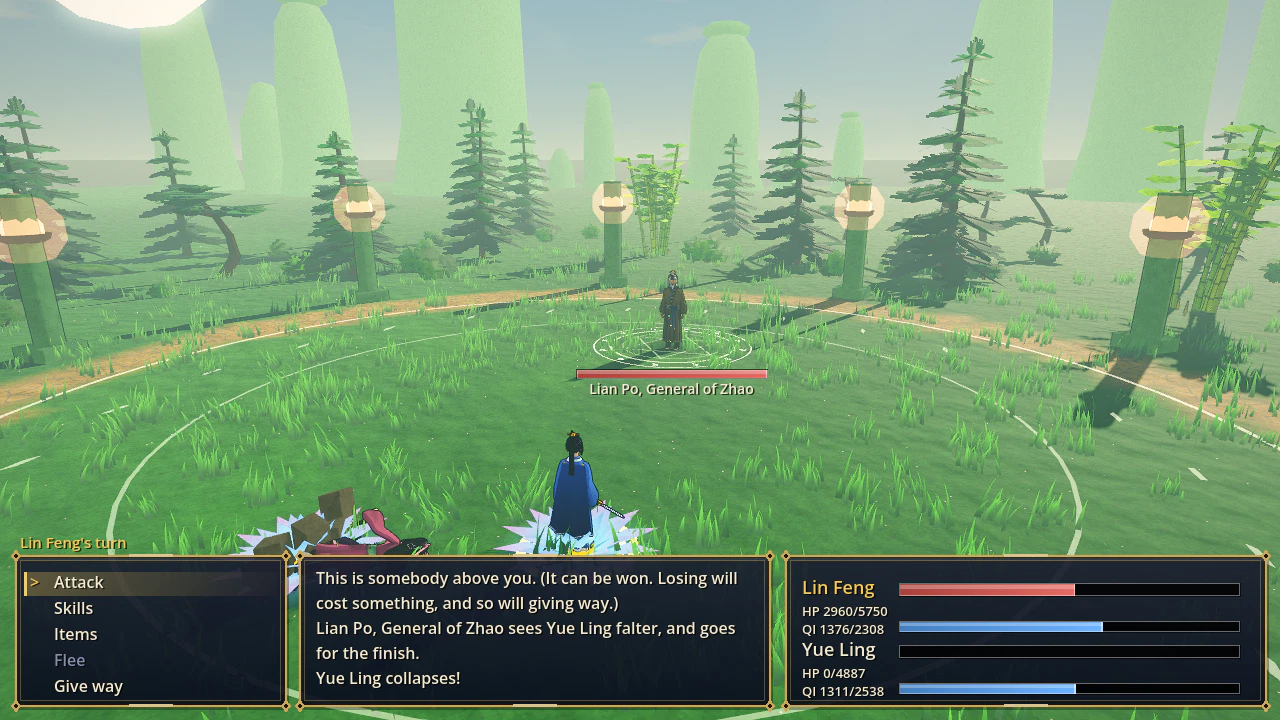 Lian Po, General of Zhao
Lin Feng's turn
> Attack
Skills
Items
Flee
Give way
This is somebody above you. (It can be won. Losing will
cost something, and so will giving way.)
Lian Po, General of Zhao sees Yue Ling falter, and goes
for the finish.
Yue Ling collapses!
Lin Feng
HP 2960/5750
QI 1376/2308
Yue Ling
HP 0/4887
QI 1311/2538